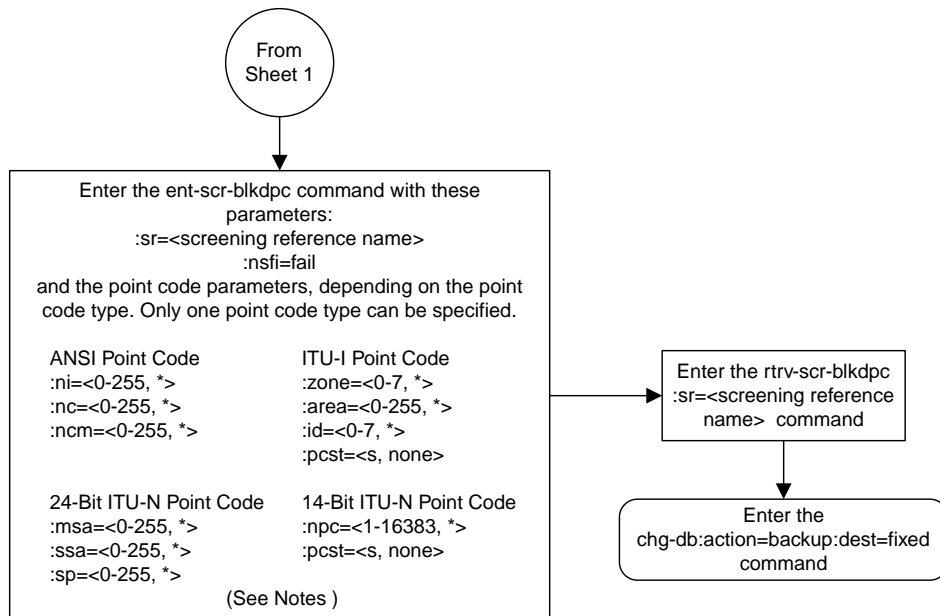 From
Sheet 1
Enter the ent-scr-blkdpc command with these
parameters:
:sr=<screening reference name>
:nsfi=fail
and the point code parameters, depending on the point
code type. Only one point code type can be specified.
ANSI Point Code
:ni=<0-255, *>
:nc=<0-255, *>
:ncm=<0-255, *>
ITU-I Point Code
:zone=<0-7, *>
:area=<0-255, *>
:id=<0-7, *>
:pcst=<s, none>
24-Bit ITU-N Point Code
:msa=<0-255, *>
:ssa=<0-255, *>
:sp=<0-255, *>
14-Bit ITU-N Point Code
:npc=<1-16383, *>
:pcst=<s, none>
(See Notes )
Enter the rtrv-scr-blkdpc
:sr=<screening reference
name> command
Enter the
chg-db:action=backup:dest=fixed
command